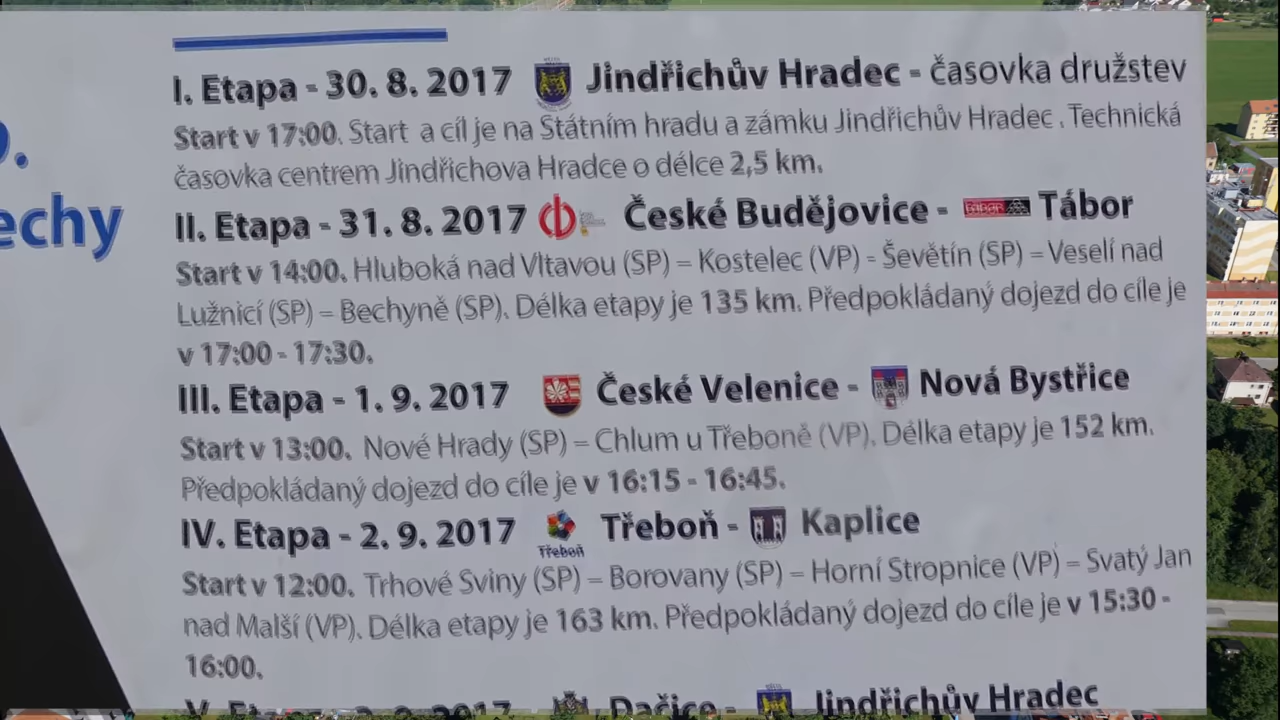 I. Etapa - 30. 8. 2017 Jindřichův Hradec - časovka družstev
Start v 17:00. Start a cíl je na Státním hradu a zámku Jindřichův Hradec . Technická
časovka centrem Jindřichova Hradce o délce 2,5 km.
echy
II. Etapa - 31. 8. 2017 České Budějovice - Tábor
Start v 14:00. Hluboká nad Vltavou (SP) – Kostelec (VP) - Ševětín (SP) – Veselí nad
Lužnicí (SP) – Bechyně (SP). Délka etapy je 135 km. Předpokládaný dojezd do cíle je
v 17:00 - 17:30.
III. Etapa - 1. 9. 2017 České Velenice - Nová Bystřice
Start v 13:00. Nové Hrady (SP) – Chlum u Třeboně (VP). Délka etapy je 152 km.
Předpokládaný dojezd do cíle je v 16:15 - 16:45.
IV. Etapa - 2. 9. 2017 Třeboň Třeboň - Kaplice
Start v 12:00. Trhové Sviny (SP) – Borovany (SP) – Horní Stropnice (VP) – Svatý Jan
nad Malší (VP). Délka etapy je 163 km. Předpokládaný dojezd do cíle je v 15:30 -
16:00.
V. Etapa - 3. 9. 2017 Dačice - Jindřichův Hradec